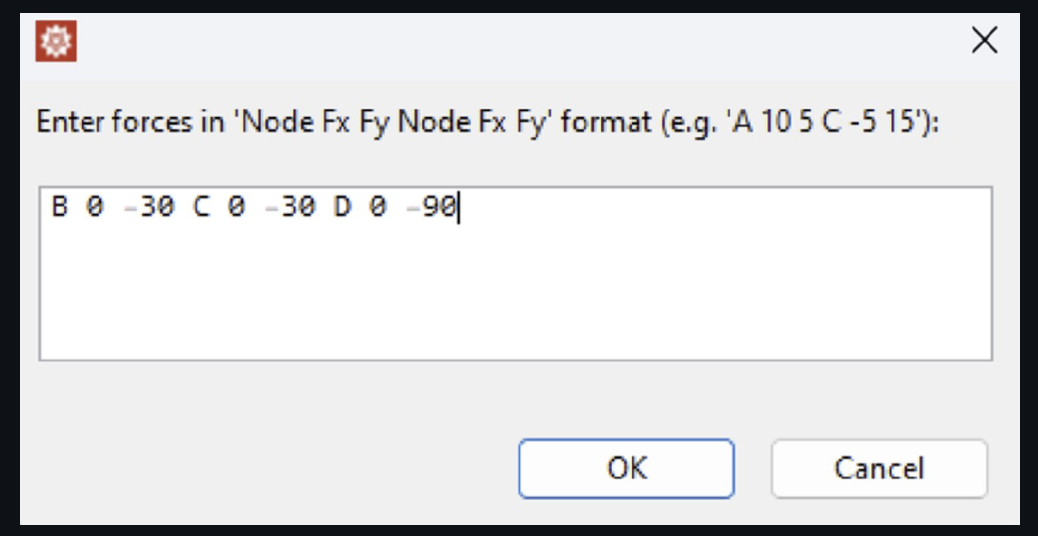 Enter forces in 'Node Fx Fy Node Fx Fy' format (e.g. 'A 10 5 C -5 15'):
B 0 -30 C 0 -30 D 0 -90
OK
Cancel